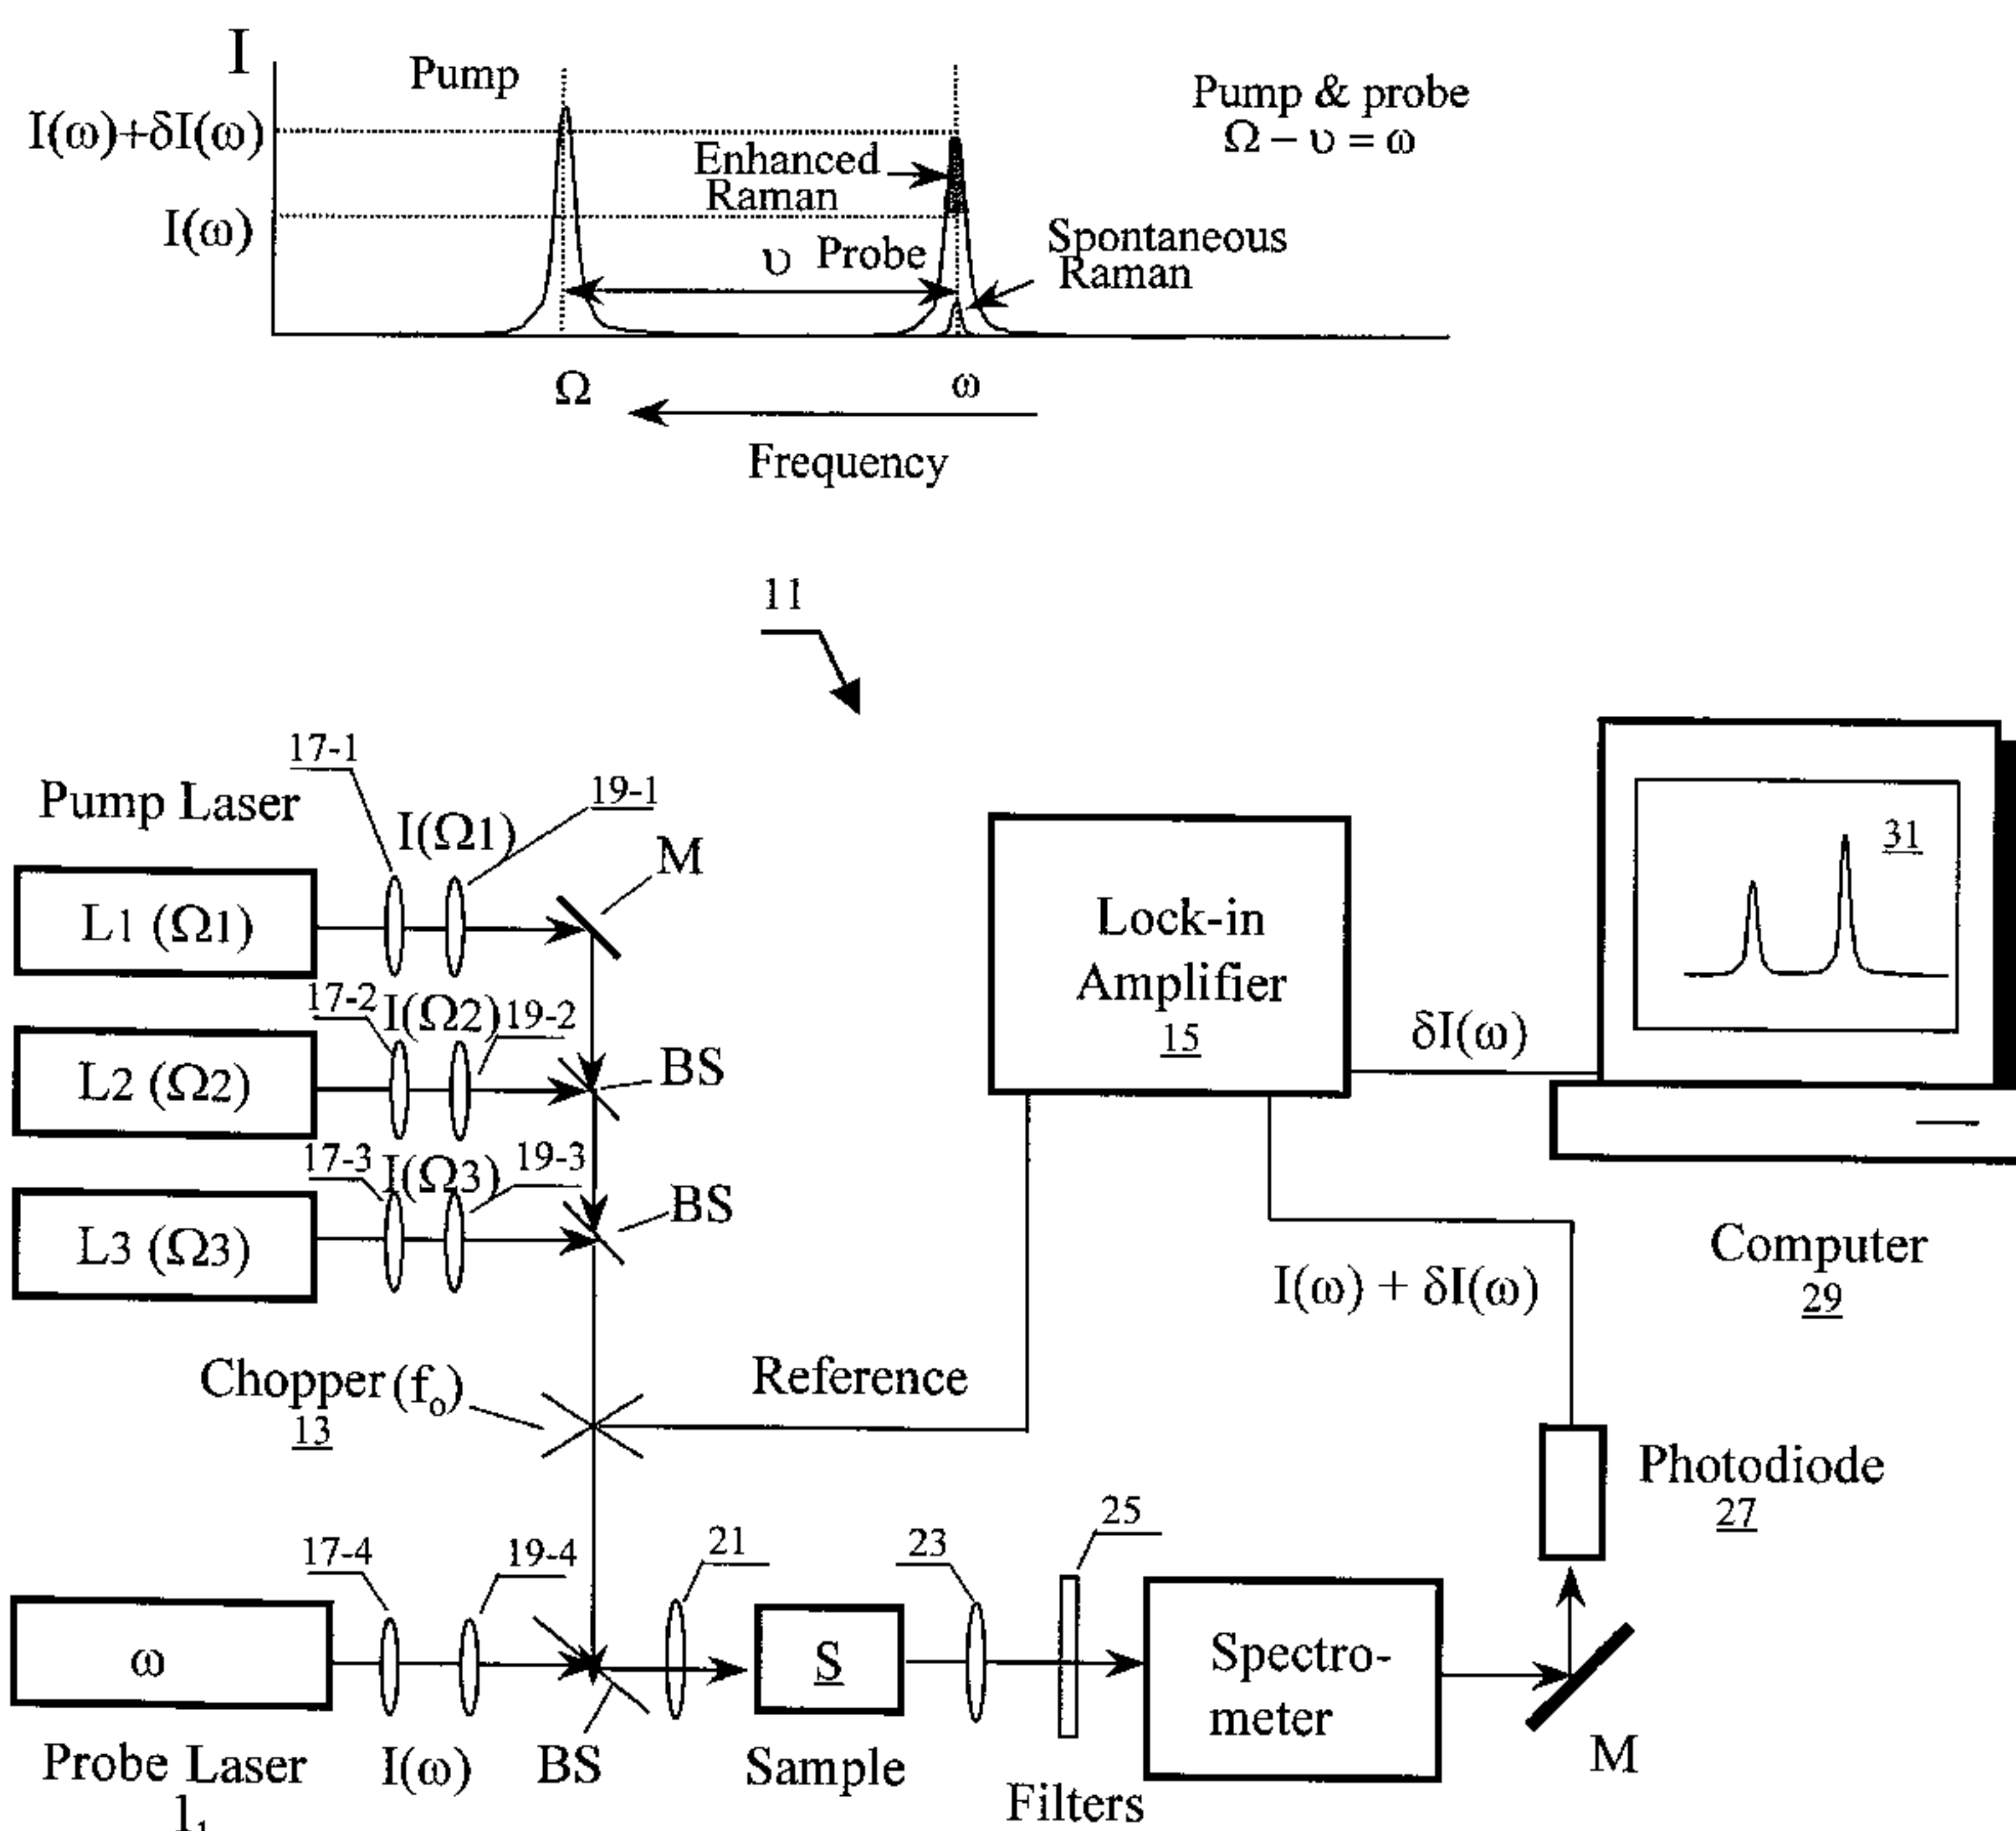 I
Pump
I(ω)+δI(ω)
Pump & probe
Ω – υ = ω
Enhanced
Raman
I(ω)
υ Probe
Spontaneous
Raman
Ω
ω
Frequency
11
17-1
Pump Laser
I(Ω1)
19-1
M
L1 (Ω1)
17-2
I(Ω2)
19-2
BS
L2 (Ω2)
17-3
I(Ω3)
19-3
BS
L3 (Ω3)
Lock-in
Amplifier
15
δI(ω)
31
Computer
29
I(ω) + δI(ω)
Chopper (fo)
13
Reference
Photodiode
27
17-4
19-4
21
23
25
ω
S
Spectro-
meter
Probe Laser
I(ω)
BS
Sample
Filters
M